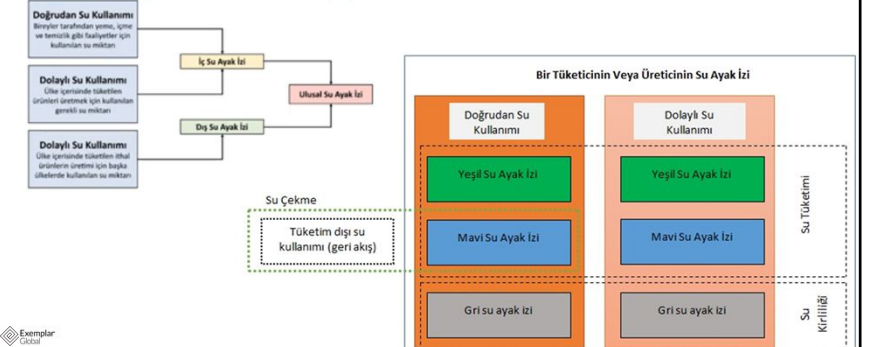 Doğrudan Su Kullanımı
Bireyler tarafından yeme, içme
ve temizlik gibi faaliyetler için
kullanılan su miktarı
Dolaylı Su Kullanımı
Ülke içerisinde tüketilen
ürünleri üretmek için kullanılan
gerekli su miktarı
Dolaylı Su Kullanımı
Ülke içerisinde tüketilen ithal
ürünlerin üretimi için başka
ülkelerde kullanılan su miktarı
İç Su Ayak İzi
Dış Su Ayak İzi
Ulusal Su Ayak İzi
Bir Tüketicinin Veya Üreticinin Su Ayak İzi
Doğrudan Su
Kullanımı
Dolaylı Su
Kullanımı
Yeşil Su Ayak İzi
Yeşil Su Ayak İzi
Su Tüketimi
Su Çekme
Tüketim dışı su
kullanımı (geri akış)
Mavi Su Ayak İzi
Mavi Su Ayak İzi
Gri su ayak izi
Gri su ayak izi
Su
Kirliliği
Exemplar
Global